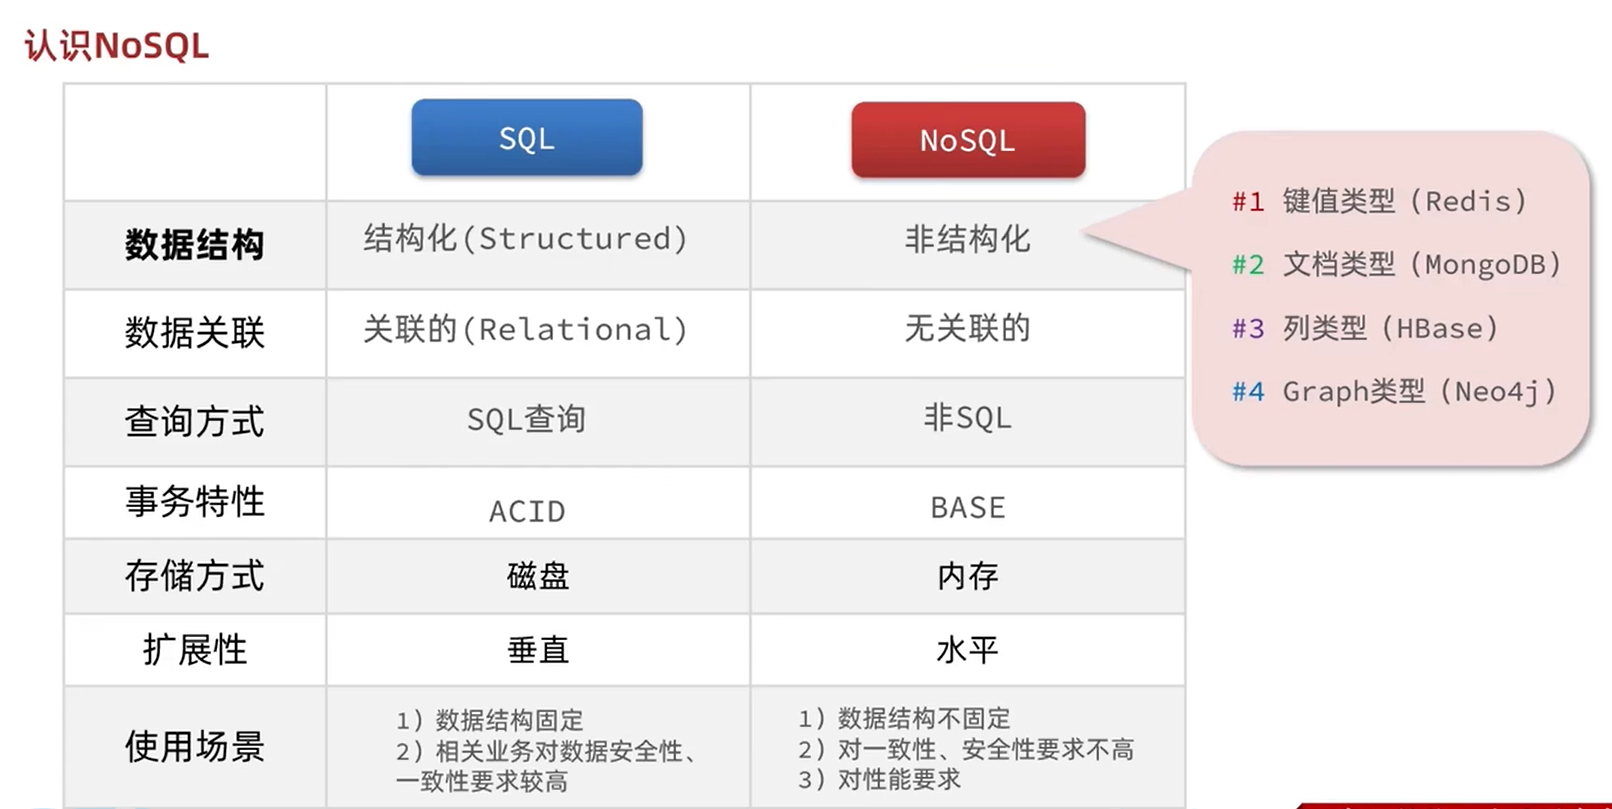 认识NoSQL
SQL
NoSQL
数据结构
结构化(Structured)
非结构化
数据关联
关联的(Relational)
无关联的
查询方式
SQL查询
非SQL
事务特性
ACID
BASE
存储方式
磁盘
内存
扩展性
垂直
水平
使用场景
1）数据结构固定
2）相关业务对数据安全性、
一致性要求较高
1）数据结构不固定
2）对一致性、安全性要求不高
3）对性能要求
#1 键值类型（Redis）
#2 文档类型（MongoDB）
#3 列类型（HBase）
#4 Graph类型（Neo4j）